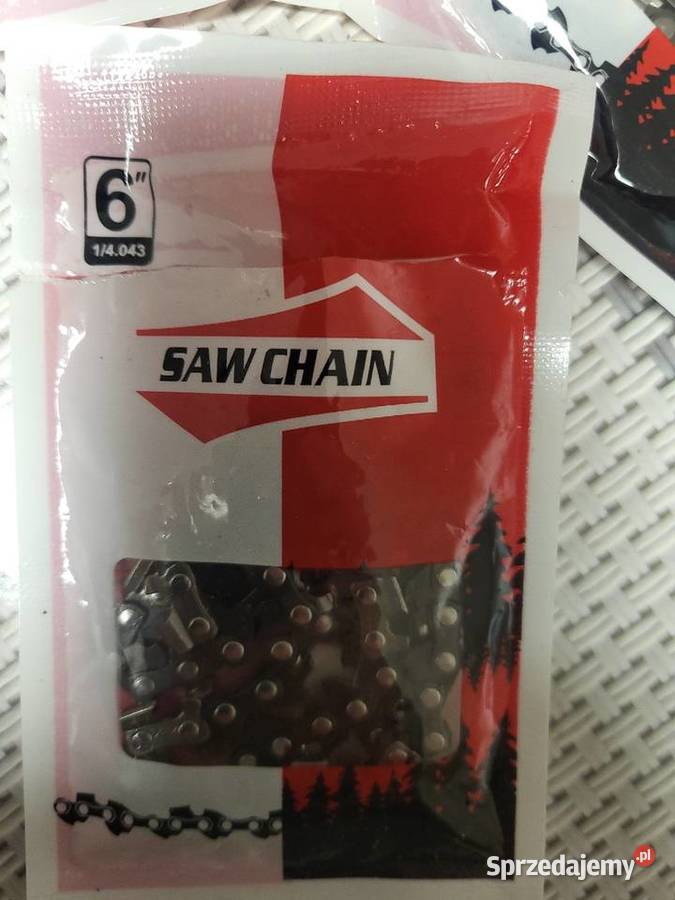 6"
1/4.043
SAW CHAIN
Sprzedajemy.pl